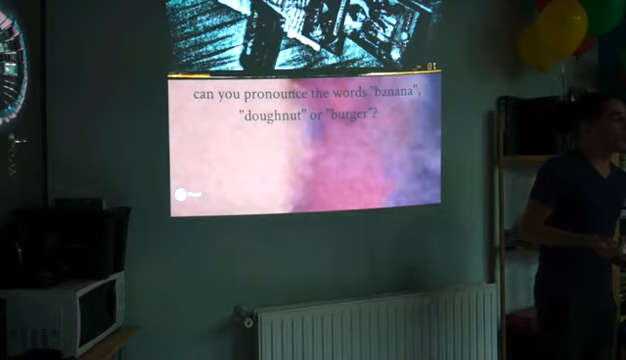 can you pronounce the words "banana",
"doughnut" or "burger"?